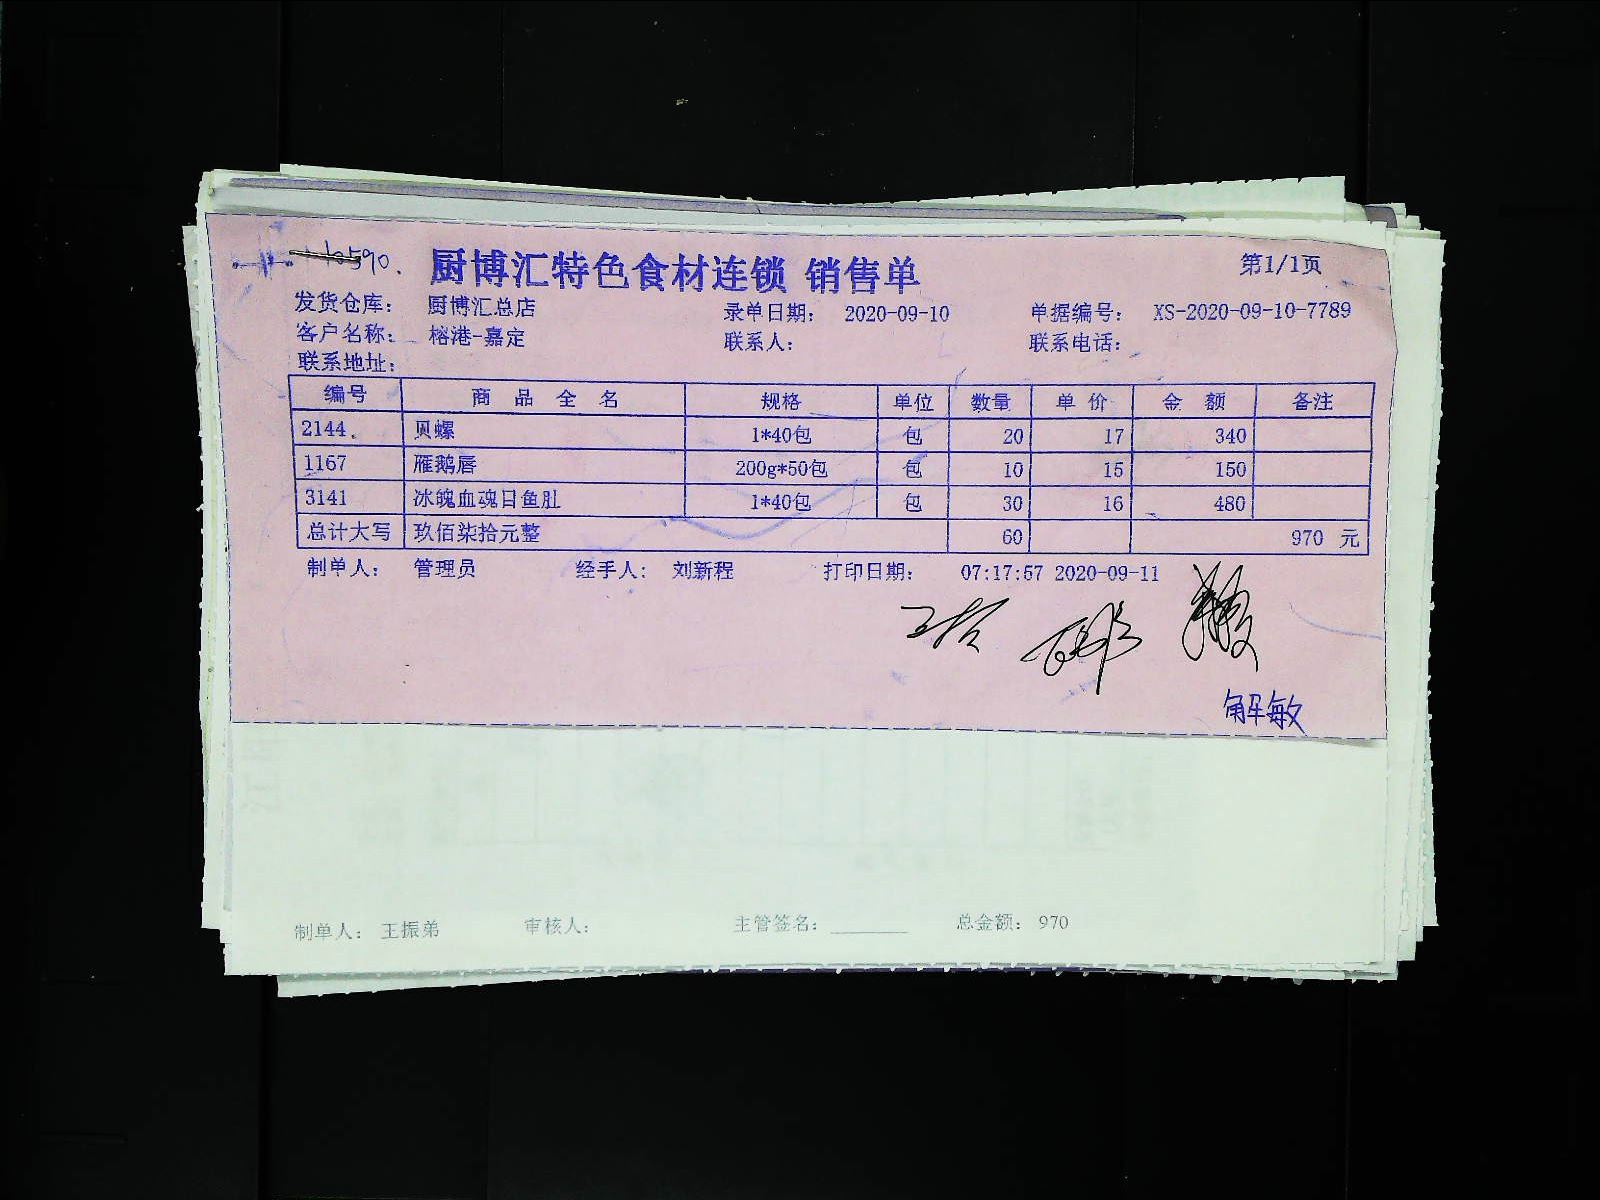 10590.
厨博汇特色食材连锁 销售单
第1/1页
发货仓库： 厨博汇总店 录单日期： 2020-09-10 单据编号： XS-2020-09-10-7789
客户名称： 榕港-嘉定 联系人： 联系电话：
联系地址：
编号 商品全名 规格 单位 数量 单价 金额 备注
2144 贝螺 1*40包 包 20 17 340
1167 雁鹅唇 200g*50包 包 10 15 150
3141 冰魄血魂日鱼肚 1*40包 包 30 16 480
总计大写 玖佰柒拾元整 60 970 元
制单人： 管理员 经手人： 刘新程 打印日期： 07:17:57 2020-09-11
解敏
制单人： 王振弟 审核人： 主管签名： 总金额： 970